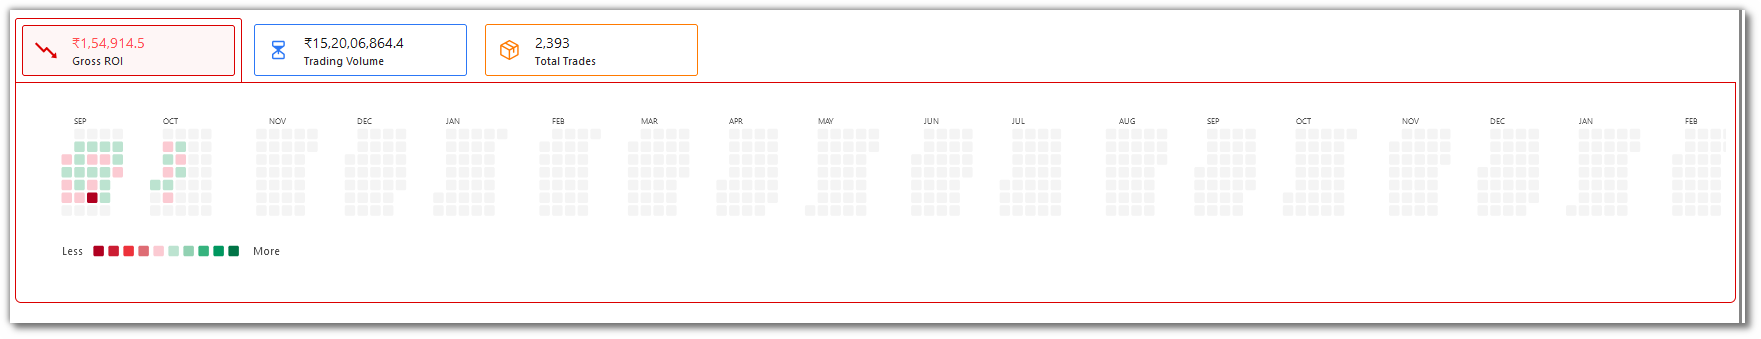 ₹1,54,914.5
Gross ROI
₹15,20,06,864.4
Trading Volume
2,393
Total Trades
SEP OCT NOV DEC JAN FEB MAR APR MAY JUN JUL AUG SEP OCT NOV DEC JAN FEB
Less More